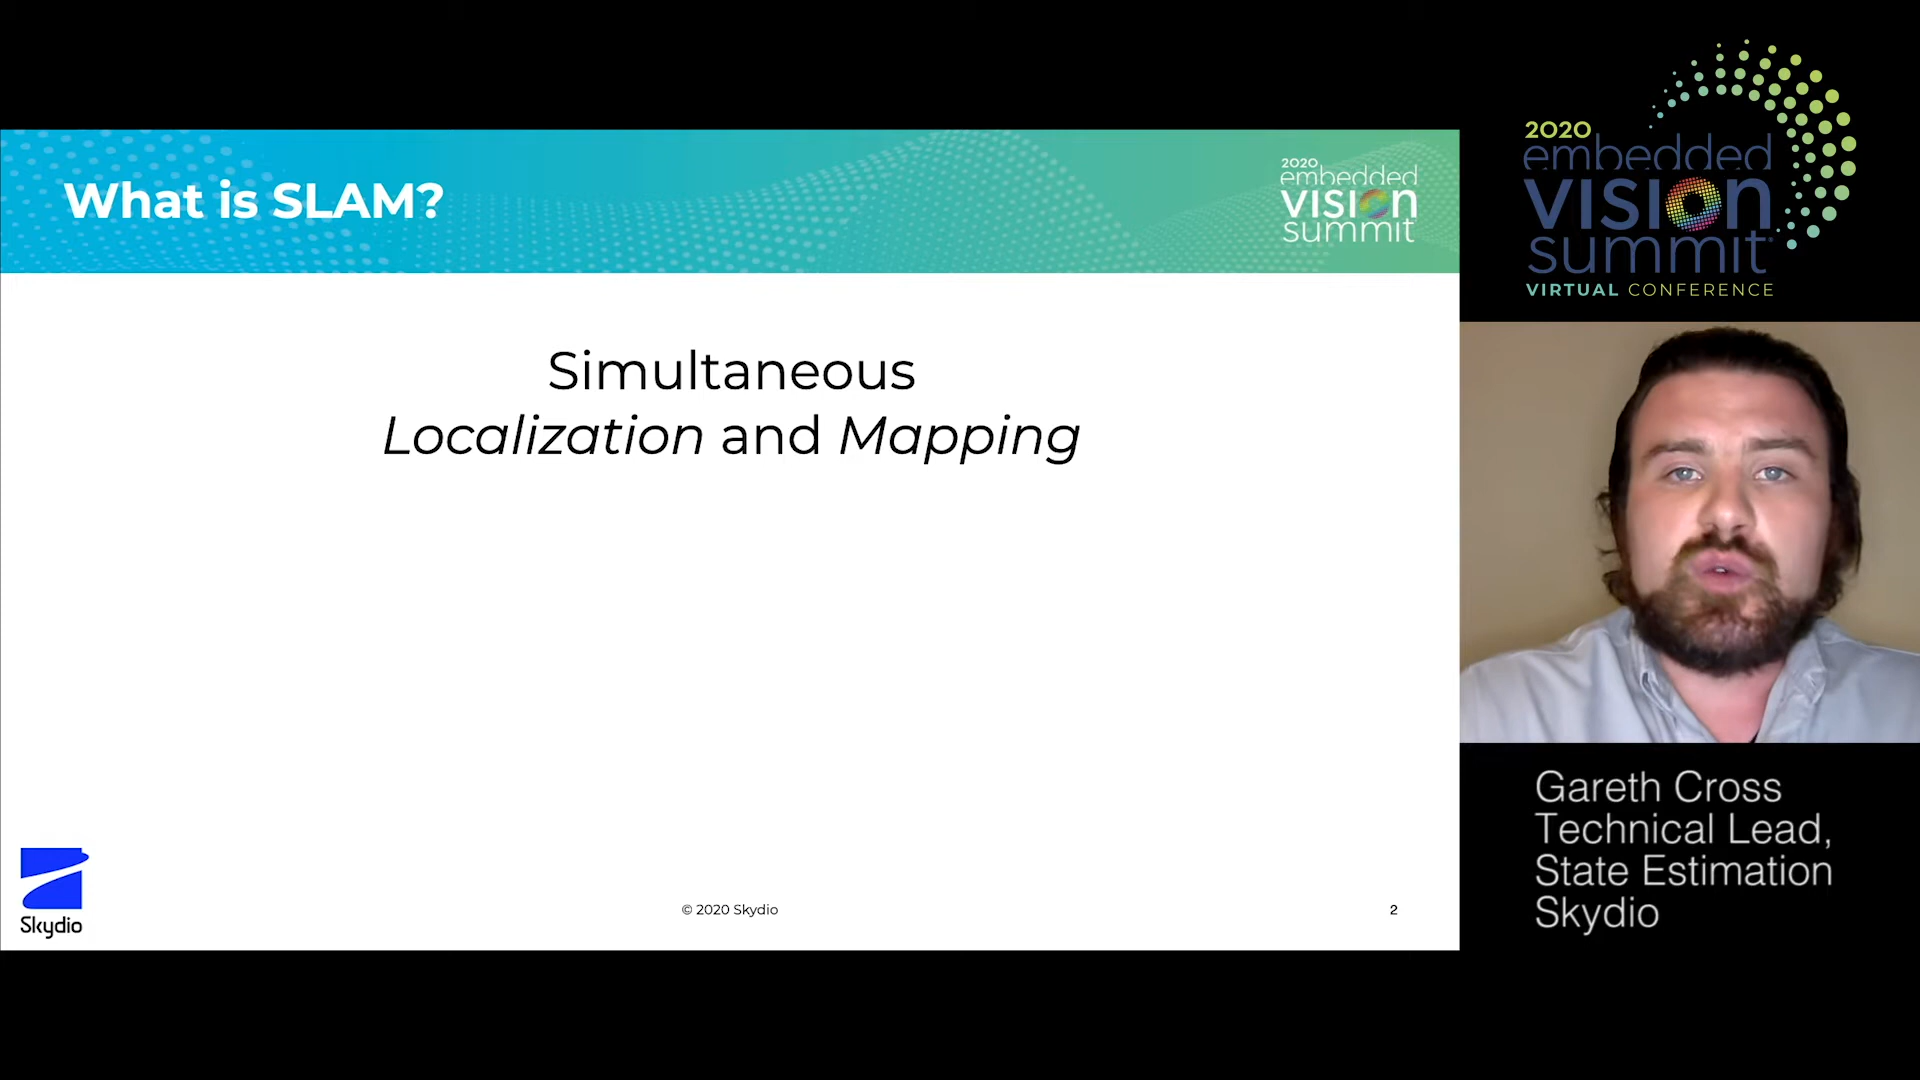 What is SLAM?
2020
embedded
vision
summit
Simultaneous
Localization and Mapping
Skydio
© 2020 Skydio
2
2020
embedded
vision
summit
VIRTUAL CONFERENCE
Gareth Cross
Technical Lead,
State Estimation
Skydio